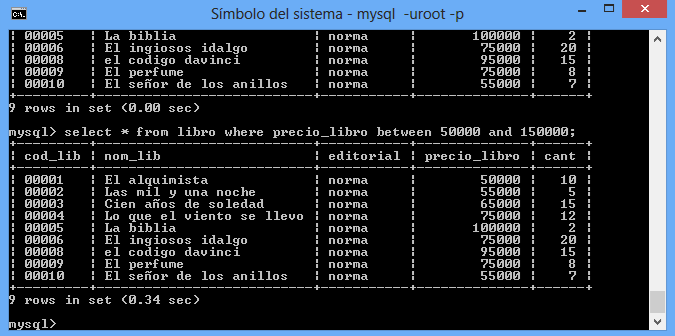 Símbolo del sistema - mysql -uroot -p
| 00005 | La biblia | norma | 100000 | 2 |
| 00006 | El ingiosos idalgo | norma | 75000 | 20 |
| 00008 | el codigo davinci | norma | 95000 | 15 |
| 00009 | El perfume | norma | 75000 | 8 |
| 00010 | El señor de los anillos | norma | 55000 | 7 |
9 rows in set (0.00 sec)
mysql> select * from libro where precio_libro between 50000 and 150000;
| cod_lib | nom_lib | editorial | precio_libro | cant |
| 00001 | El alquimista | norma | 50000 | 10 |
| 00002 | Las mil y una noche | norma | 55000 | 5 |
| 00003 | Cien años de soledad | norma | 65000 | 15 |
| 00004 | Lo que el viento se llevo | norma | 75000 | 12 |
| 00005 | La biblia | norma | 100000 | 2 |
| 00006 | El ingiosos idalgo | norma | 75000 | 20 |
| 00008 | el codigo davinci | norma | 95000 | 15 |
| 00009 | El perfume | norma | 75000 | 8 |
| 00010 | El señor de los anillos | norma | 55000 | 7 |
9 rows in set (0.34 sec)
mysql>